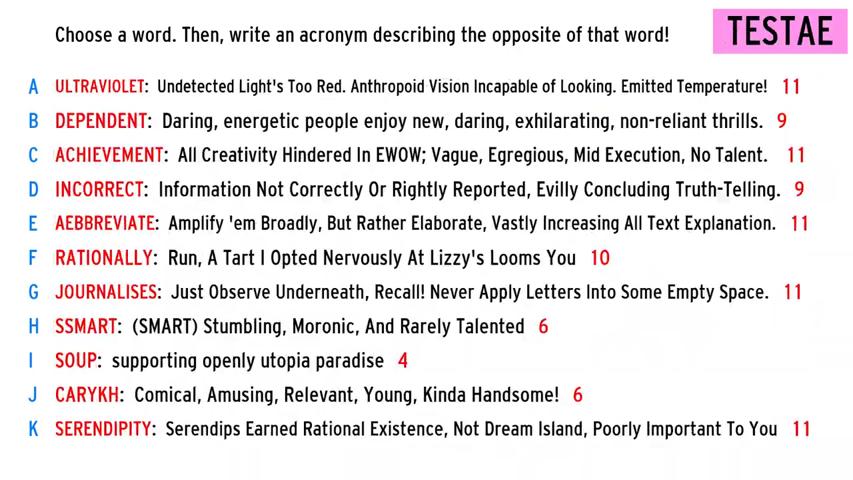 Choose a word. Then, write an acronym describing the opposite of that word!
TESTAE
A ULTRAVIOLET: Undetected Light's Too Red. Anthropoid Vision Incapable of Looking. Emitted Temperature! 11
B DEPENDENT: Daring, energetic people enjoy new, daring, exhilarating, non-reliant thrills. 9
C ACHIEVEMENT: All Creativity Hindered In EWOW; Vague, Egregious, Mid Execution, No Talent. 11
D INCORRECT: Information Not Correctly Or Rightly Reported, Evilly Concluding Truth-Telling. 9
E AEBBREVIATE: Amplify 'em Broadly, But Rather Elaborate, Vastly Increasing All Text Explanation. 11
F RATIONALLY: Run, A Tart I Opted Nervously At Lizzy's Looms You 10
G JOURNALISES: Just Observe Underneath, Recall! Never Apply Letters Into Some Empty Space. 11
H SSMART: (SMART) Stumbling, Moronic, And Rarely Talented 6
I SOUP: supporting openly utopia paradise 4
J CARYKH: Comical, Amusing, Relevant, Young, Kinda Handsome! 6
K SERENDIPITY: Serendips Earned Rational Existence, Not Dream Island, Poorly Important To You 11